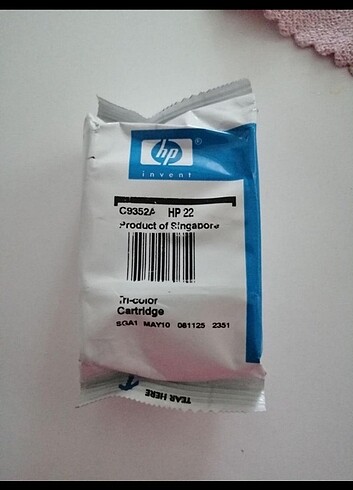 hp ®
invent
C9352A HP 22
Product of Singapore
Tri-color
Cartridge
SGA1 MAY10 081125 2351
TEAR HERE